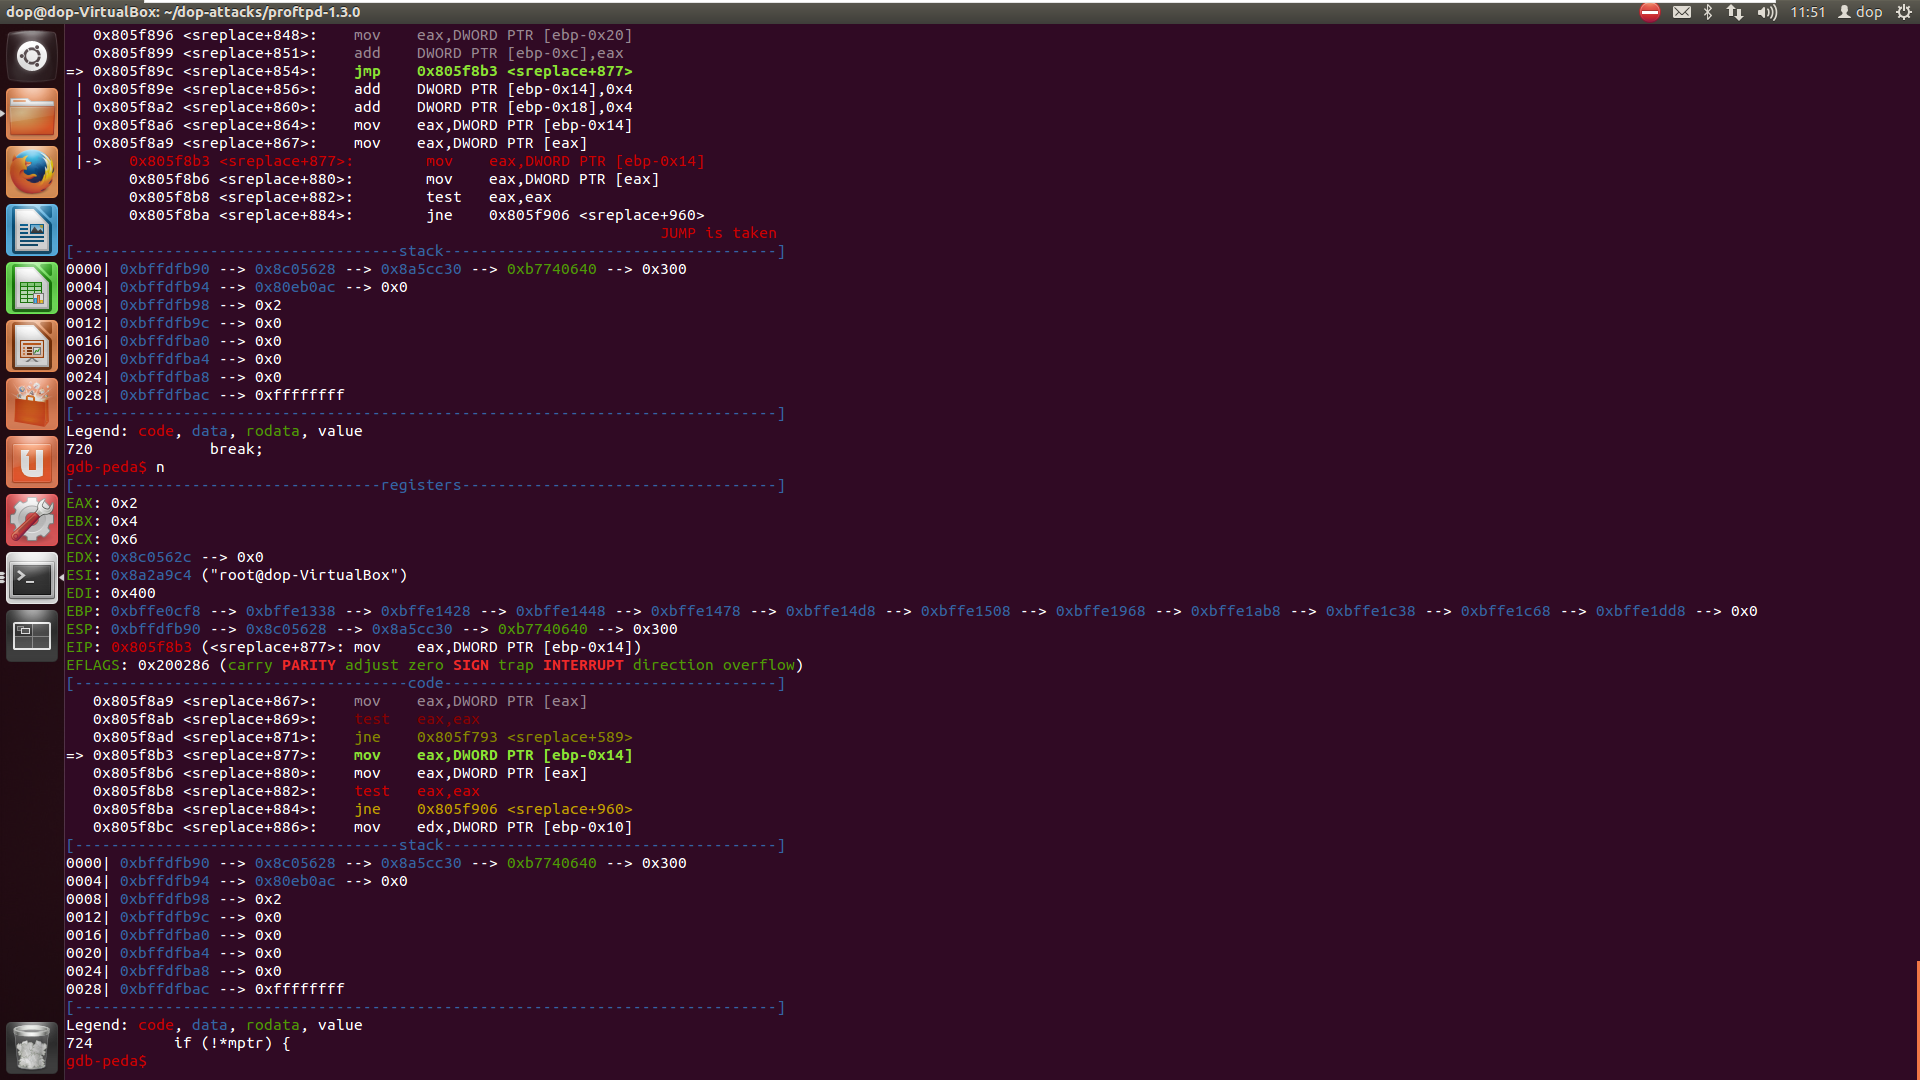 dop@dop-VirtualBox: ~/dop-attacks/proftpd-1.3.0 11:51 dop
0x805f896 <sreplace+848>: mov eax,DWORD PTR [ebp-0x20]
0x805f899 <sreplace+851>: add DWORD PTR [ebp-0xc],eax
=> 0x805f89c <sreplace+854>: jmp 0x805f8b3 <sreplace+877>
| 0x805f89e <sreplace+856>: add DWORD PTR [ebp-0x14],0x4
| 0x805f8a2 <sreplace+860>: add DWORD PTR [ebp-0x18],0x4
| 0x805f8a6 <sreplace+864>: mov eax,DWORD PTR [ebp-0x14]
| 0x805f8a9 <sreplace+867>: mov eax,DWORD PTR [eax]
|-> 0x805f8b3 <sreplace+877>: mov eax,DWORD PTR [ebp-0x14]
0x805f8b6 <sreplace+880>: mov eax,DWORD PTR [eax]
0x805f8b8 <sreplace+882>: test eax,eax
0x805f8ba <sreplace+884>: jne 0x805f906 <sreplace+960>
JUMP is taken
[------------------------------------stack-------------------------------------]
0000| 0xbffdfb90 --> 0x8c05628 --> 0x8a5cc30 --> 0xb7740640 --> 0x300
0004| 0xbffdfb94 --> 0x80eb0ac --> 0x0
0008| 0xbffdfb98 --> 0x2
0012| 0xbffdfb9c --> 0x0
0016| 0xbffdfba0 --> 0x0
0020| 0xbffdfba4 --> 0x0
0024| 0xbffdfba8 --> 0x0
0028| 0xbffdfbac --> 0xffffffff
[------------------------------------------------------------------------------]
Legend: code, data, rodata, value
720 break;
gdb-peda$ n
[----------------------------------registers-----------------------------------]
EAX: 0x2
EBX: 0x4
ECX: 0x6
EDX: 0x8c0562c --> 0x0
ESI: 0x8a2a9c4 ("root@dop-VirtualBox")
EDI: 0x400
EBP: 0xbffe0cf8 --> 0xbffe1338 --> 0xbffe1428 --> 0xbffe1448 --> 0xbffe1478 --> 0xbffe14d8 --> 0xbffe1508 --> 0xbffe1968 --> 0xbffe1ab8 --> 0xbffe1c38 --> 0xbffe1c68 --> 0xbffe1dd8 --> 0x0
ESP: 0xbffdfb90 --> 0x8c05628 --> 0x8a5cc30 --> 0xb7740640 --> 0x300
EIP: 0x805f8b3 (<sreplace+877>: mov eax,DWORD PTR [ebp-0x14])
EFLAGS: 0x200286 (carry PARITY adjust zero SIGN trap INTERRUPT direction overflow)
[-------------------------------------code-------------------------------------]
0x805f8a9 <sreplace+867>: mov eax,DWORD PTR [eax]
0x805f8ab <sreplace+869>: test eax,eax
0x805f8ad <sreplace+871>: jne 0x805f793 <sreplace+589>
=> 0x805f8b3 <sreplace+877>: mov eax,DWORD PTR [ebp-0x14]
0x805f8b6 <sreplace+880>: mov eax,DWORD PTR [eax]
0x805f8b8 <sreplace+882>: test eax,eax
0x805f8ba <sreplace+884>: jne 0x805f906 <sreplace+960>
0x805f8bc <sreplace+886>: mov edx,DWORD PTR [ebp-0x10]
[------------------------------------stack-------------------------------------]
0000| 0xbffdfb90 --> 0x8c05628 --> 0x8a5cc30 --> 0xb7740640 --> 0x300
0004| 0xbffdfb94 --> 0x80eb0ac --> 0x0
0008| 0xbffdfb98 --> 0x2
0012| 0xbffdfb9c --> 0x0
0016| 0xbffdfba0 --> 0x0
0020| 0xbffdfba4 --> 0x0
0024| 0xbffdfba8 --> 0x0
0028| 0xbffdfbac --> 0xffffffff
[------------------------------------------------------------------------------]
Legend: code, data, rodata, value
724 if (!*mptr) {
gdb-peda$